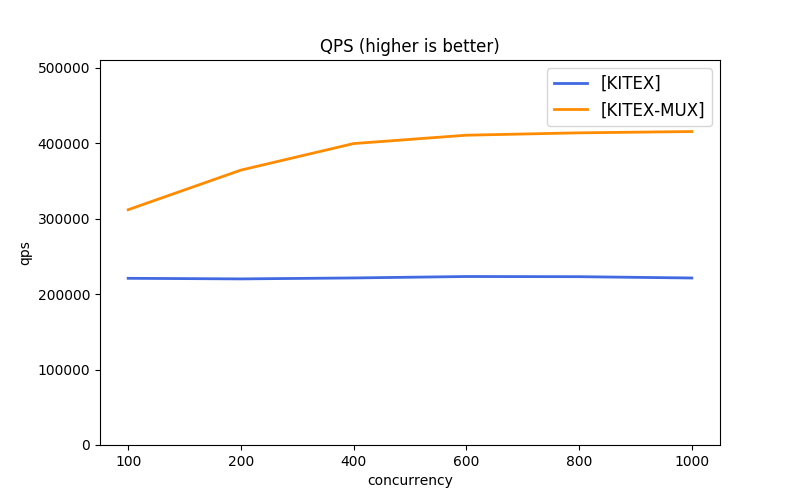 QPS (higher is better)
[KITEX]
[KITEX-MUX]
500000
400000
300000
200000
100000
0
qps
100 200 400 600 800 1000
concurrency